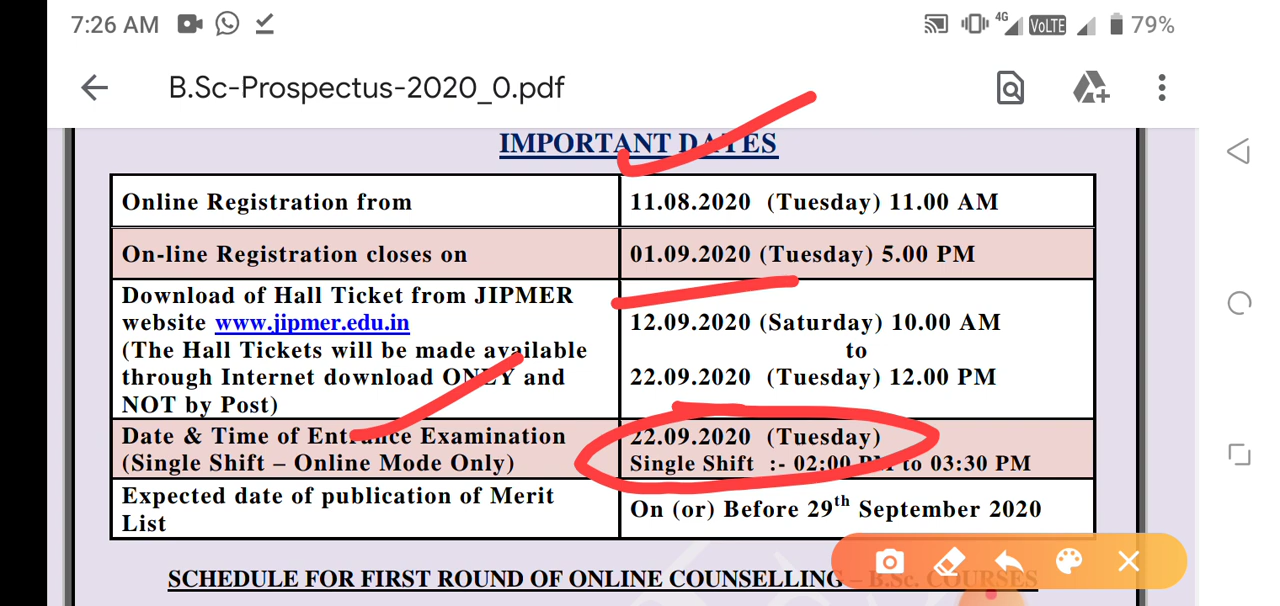 7:26 AM 4G VoLTE 79%
B.Sc-Prospectus-2020_0.pdf
IMPORTANT DATES
Online Registration from 11.08.2020 (Tuesday) 11.00 AM
On-line Registration closes on 01.09.2020 (Tuesday) 5.00 PM
Download of Hall Ticket from JIPMER
website www.jipmer.edu.in
(The Hall Tickets will be made available
through Internet download ONLY and
NOT by Post)
12.09.2020 (Saturday) 10.00 AM
to
22.09.2020 (Tuesday) 12.00 PM
Date & Time of Entrance Examination
(Single Shift – Online Mode Only)
22.09.2020 (Tuesday)
Single Shift :- 02:00 PM to 03:30 PM
Expected date of publication of Merit
List
On (or) Before 29th September 2020
SCHEDULE FOR FIRST ROUND OF ONLINE COUNSELLING – B.Sc. COURSES